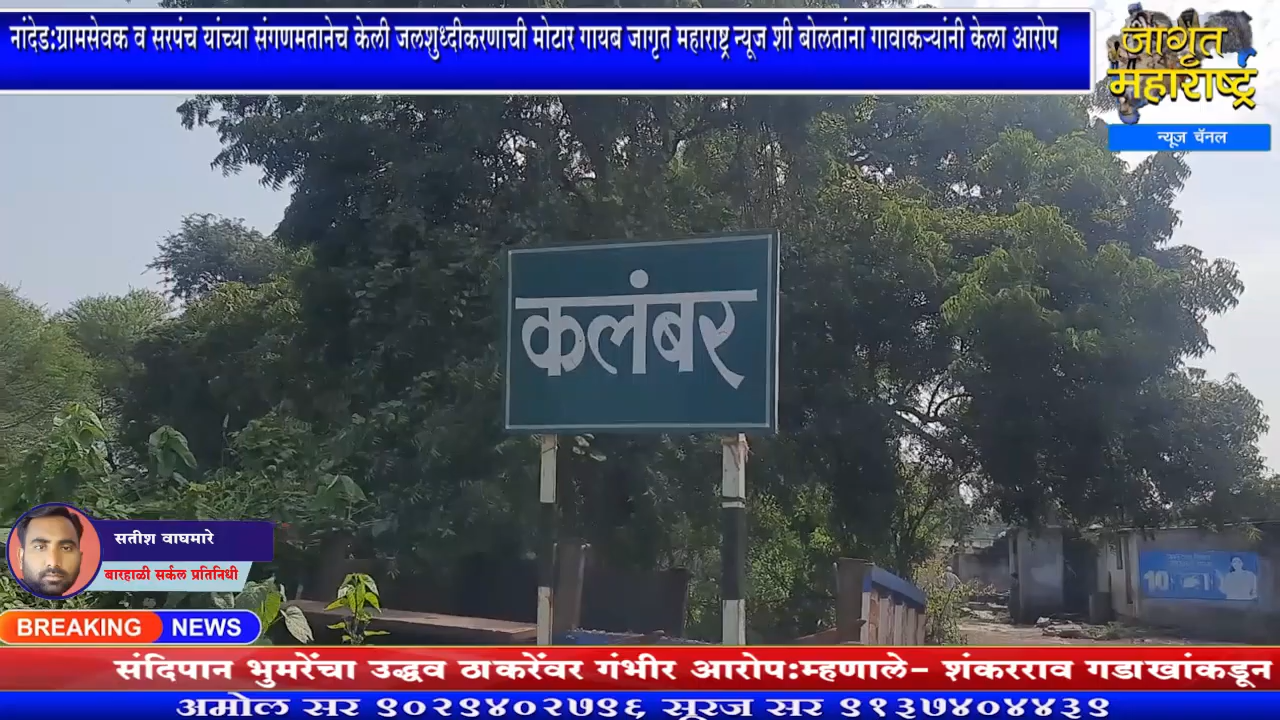 नांदेड:ग्रामसेवक व सरपंच यांच्या संगणमतानेच केली जलशुध्दीकरणाची मोटार गायब जागृत महाराष्ट्र न्यूज शी बोलतांना गावाकऱ्यांनी केला आरोप
जागृत
महाराष्ट्र
न्यूज चॅनल
कलंबर
सतीश वाघमारे
बारहाळी सर्कल प्रतिनिधी
BREAKING NEWS
संदिपान भुमरेंचा उद्धव ठाकरेंवर गंभीर आरोप:म्हणाले- शंकरराव गडाखांकडून
अमोल सर ९०२९४०२७९६ सूरज सर ९१३७४०४४३९